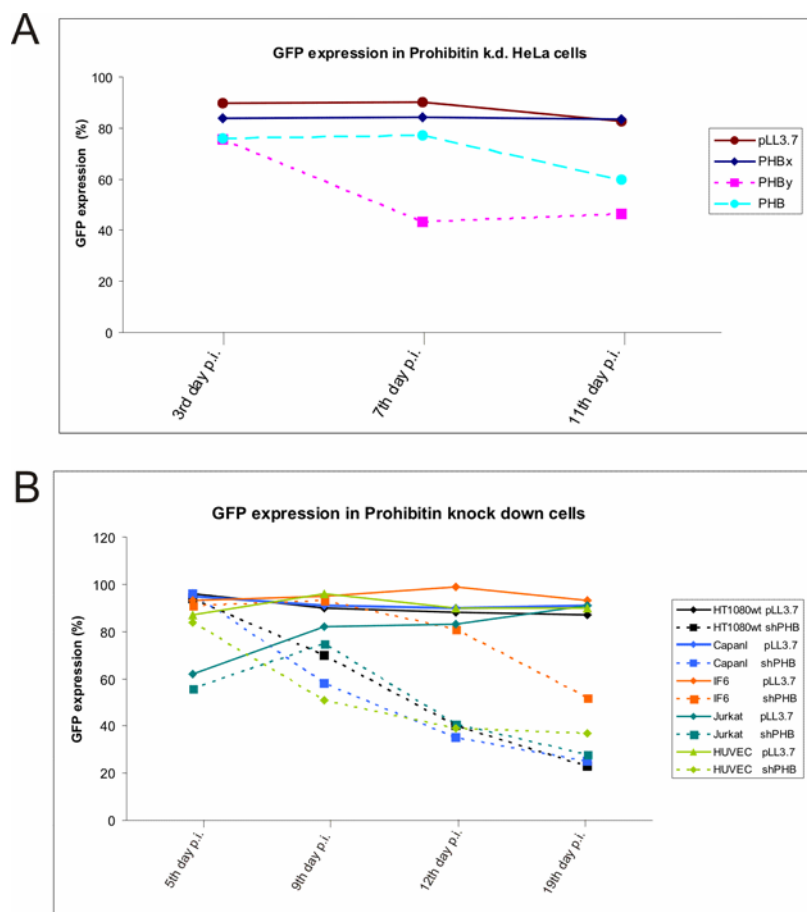 A
GFP expression in Prohibitin k.d. HeLa cells
GFP expression (%)
100
80
60
40
20
0
3rd day p.i.
7th day p.i.
11th day p.i.
pLL3.7
PHBx
PHBy
PHB
B
GFP expression in Prohibitin knock down cells
GFP expression (%)
120
100
80
60
40
20
0
5th day p.i.
9th day p.i.
12th day p.i.
19th day p.i.
HT1080wt pLL3.7
HT1080wt shPHB
CapanI pLL3.7
CapanI shPHB
IF6 pLL3.7
IF6 shPHB
Jurkat pLL3.7
Jurkat shPHB
HUVEC pLL3.7
HUVEC shPHB